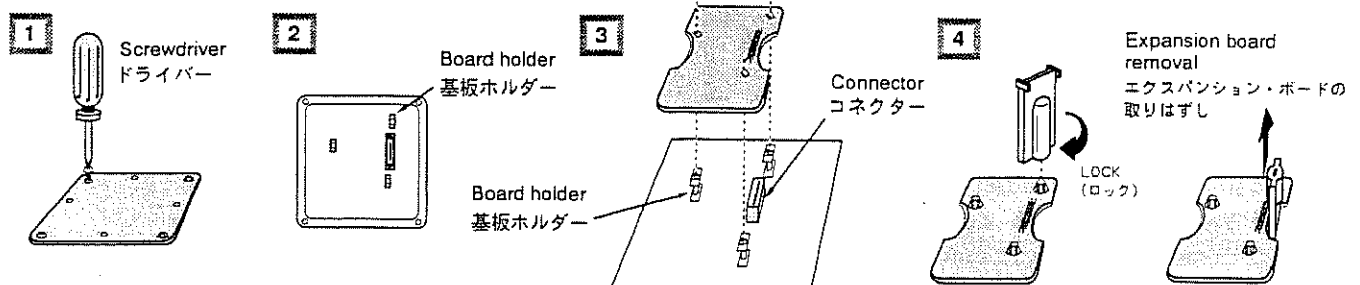 1
Screwdriver
ドライバー
2
Board holder
基板ホルダー
3
Connector
コネクター
Board holder
基板ホルダー
4
LOCK
(ロック)
Expansion board
removal
エクスパンション・ボードの
取りはずし